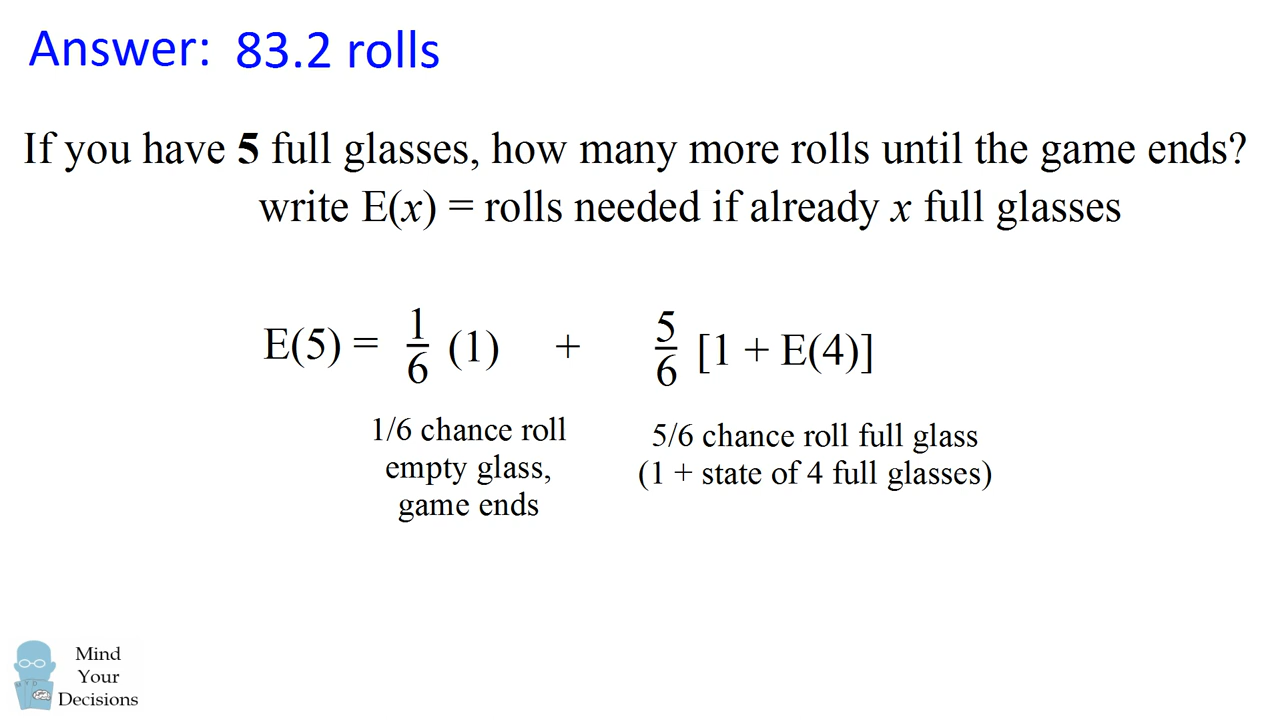 Answer: 83.2 rolls
If you have 5 full glasses, how many more rolls until the game ends?
write E(x) = rolls needed if already x full glasses
E(5) = 1/6 (1) + 5/6 [1 + E(4)]
1/6 chance roll
empty glass,
game ends
5/6 chance roll full glass
(1 + state of 4 full glasses)
Mind
Your
Decisions